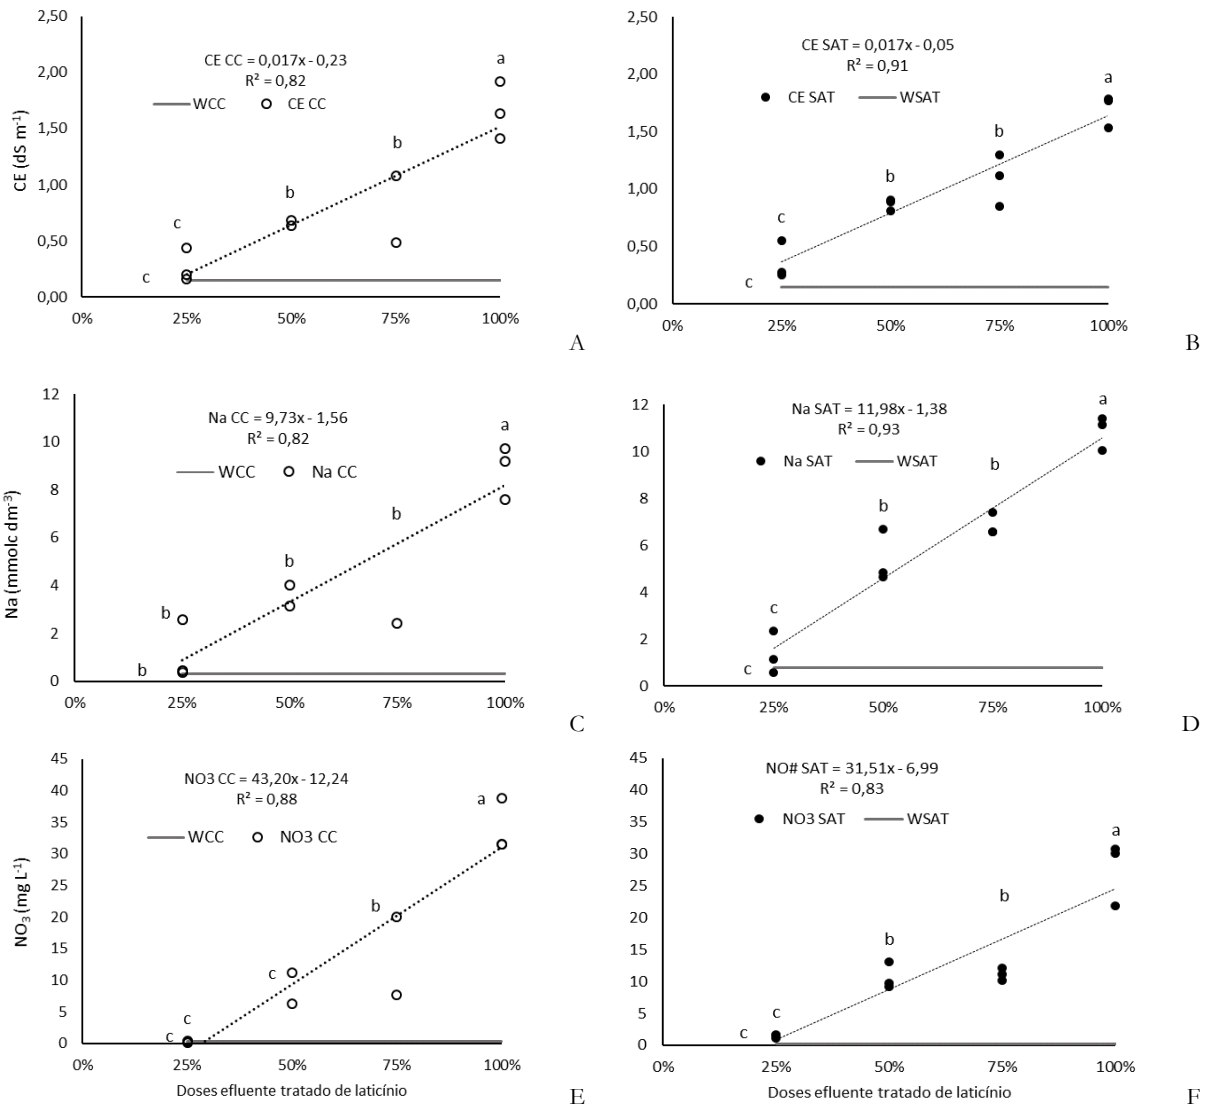 2,50
2,00
1,50
1,00
0,50
0,00
CE (dS m⁻¹)
CE CC = 0,017x - 0,23
R² = 0,82
WCC
CE CC
a
b
b
c
c
0%
25%
50%
75%
100%
A
2,50
2,00
1,50
1,00
0,50
0,00
CE SAT = 0,017x - 0,05
R² = 0,91
CE SAT
WSAT
a
b
b
c
c
0%
25%
50%
75%
100%
B
12
10
8
6
4
2
0
Na (mmolc dm⁻³)
Na CC = 9,73x - 1,56
R² = 0,82
WCC
Na CC
a
b
b
b
b
0%
25%
50%
75%
100%
C
12
10
8
6
4
2
0
Na SAT = 11,98x - 1,38
R² = 0,93
Na SAT
WSAT
a
b
b
c
c
0%
25%
50%
75%
100%
D
45
40
35
30
25
20
15
10
5
0
NO₃ (mg L⁻¹)
NO3 CC = 43,20x - 12,24
R² = 0,88
WCC
NO3 CC
a
b
c
c
c
0%
25%
50%
75%
100%
Doses efluente tratado de laticínio
E
45
40
35
30
25
20
15
10
5
0
NO# SAT = 31,51x - 6,99
R² = 0,83
NO3 SAT
WSAT
a
b
b
c
c
0%
25%
50%
75%
100%
Doses efluente tratado de laticínio
F